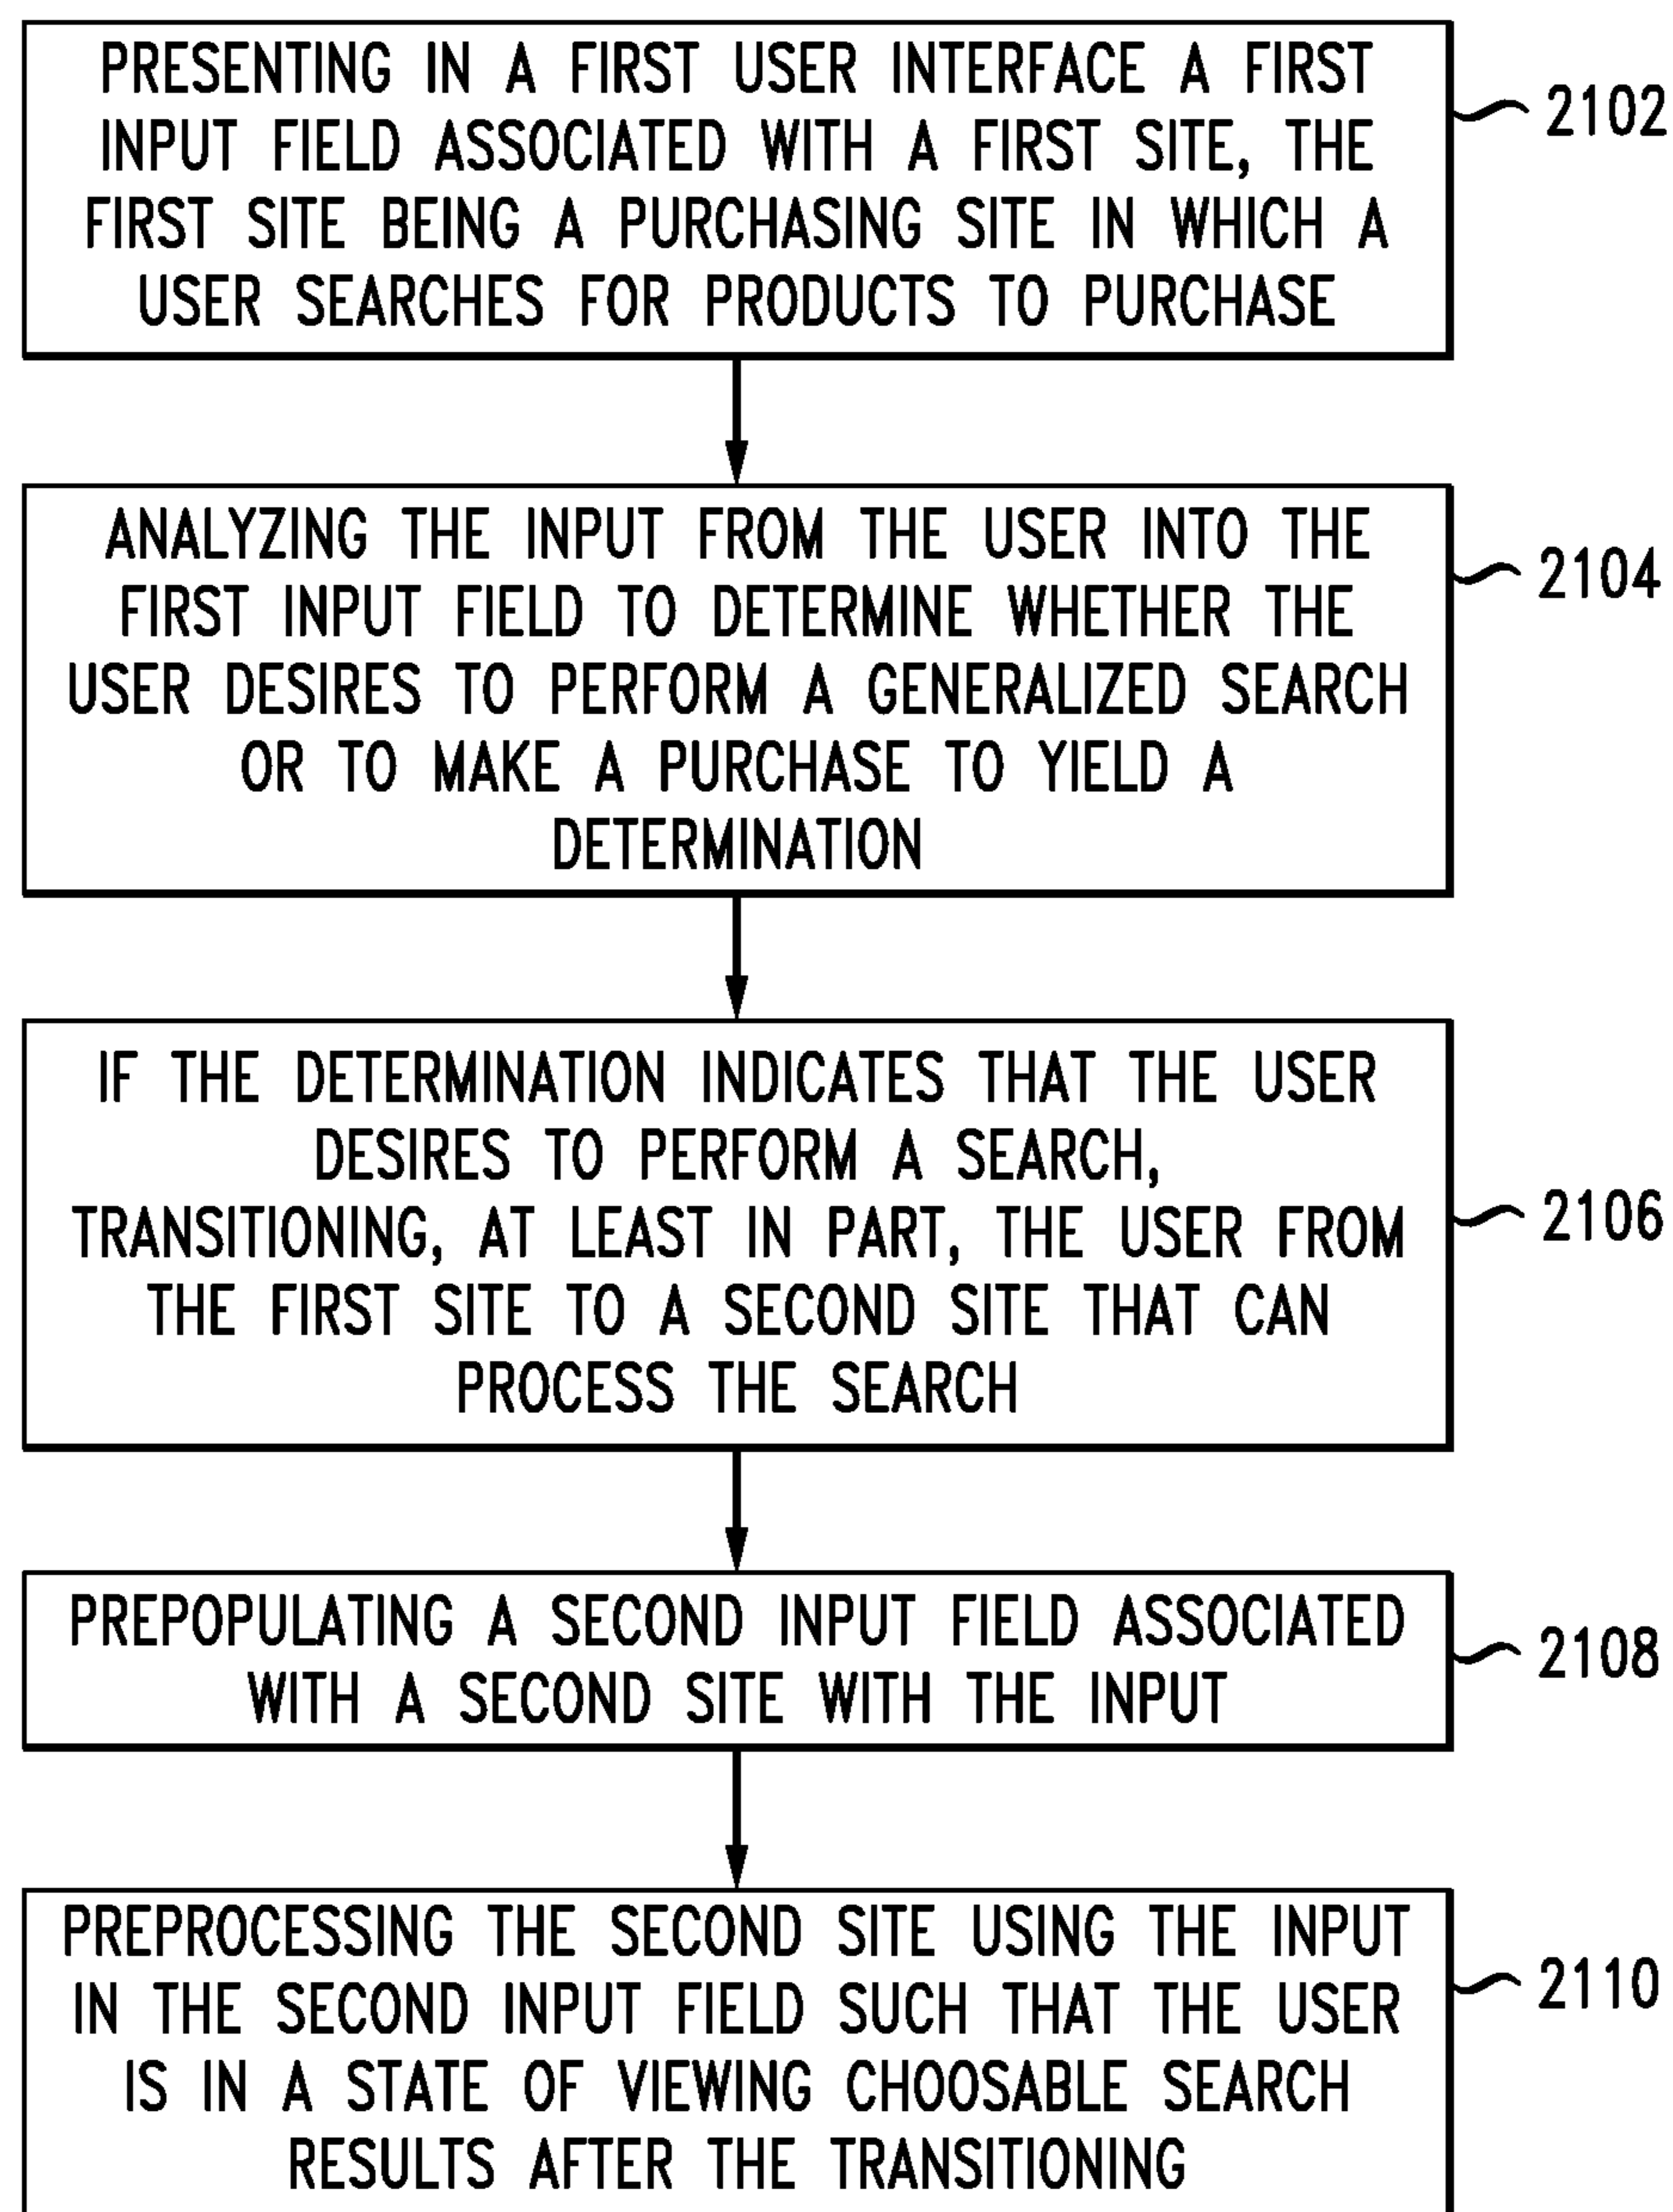 PRESENTING IN A FIRST USER INTERFACE A FIRST
INPUT FIELD ASSOCIATED WITH A FIRST SITE, THE
FIRST SITE BEING A PURCHASING SITE IN WHICH A
USER SEARCHES FOR PRODUCTS TO PURCHASE
2102
ANALYZING THE INPUT FROM THE USER INTO THE
FIRST INPUT FIELD TO DETERMINE WHETHER THE
USER DESIRES TO PERFORM A GENERALIZED SEARCH
OR TO MAKE A PURCHASE TO YIELD A
DETERMINATION
2104
IF THE DETERMINATION INDICATES THAT THE USER
DESIRES TO PERFORM A SEARCH,
TRANSITIONING, AT LEAST IN PART, THE USER FROM
THE FIRST SITE TO A SECOND SITE THAT CAN
PROCESS THE SEARCH
2106
PREPOPULATING A SECOND INPUT FIELD ASSOCIATED
WITH A SECOND SITE WITH THE INPUT
2108
PREPROCESSING THE SECOND SITE USING THE INPUT
IN THE SECOND INPUT FIELD SUCH THAT THE USER
IS IN A STATE OF VIEWING CHOOSABLE SEARCH
RESULTS AFTER THE TRANSITIONING
2110